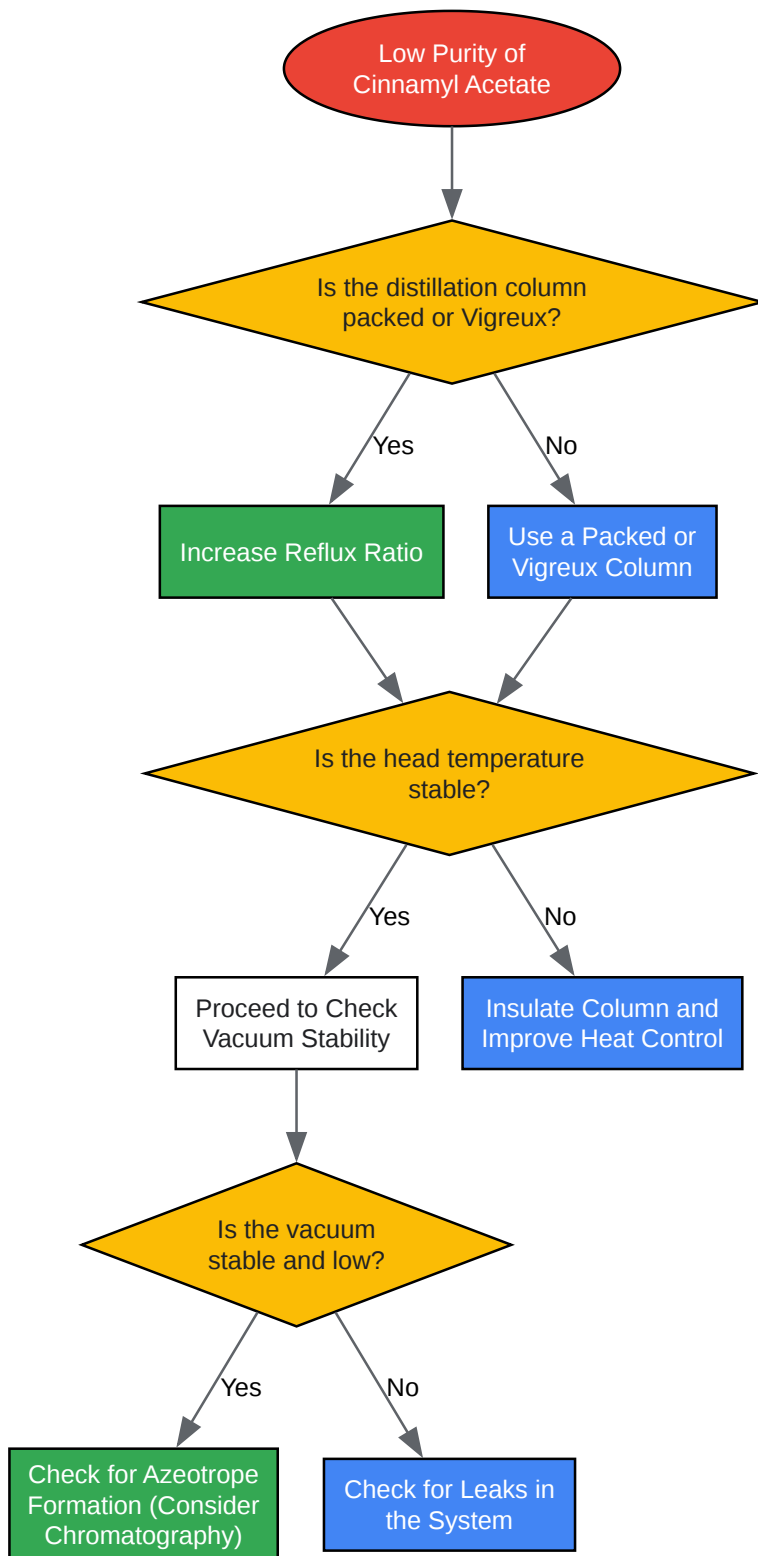 Low Purity of
Cinnamyl Acetate
Is the distillation column
packed or Vigreux?
Yes
No
Increase Reflux Ratio
Use a Packed or
Vigreux Column
Is the head temperature
stable?
Yes
No
Proceed to Check
Vacuum Stability
Insulate Column and
Improve Heat Control
Is the vacuum
stable and low?
Yes
No
Check for Azeotrope
Formation (Consider
Chromatography)
Check for Leaks in
the System